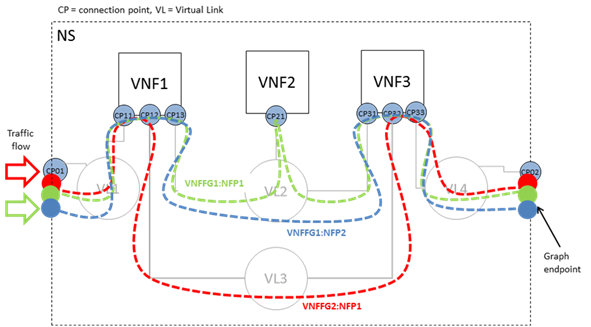 CP = connection point, VL = Virtual Link
NS
VNF1
VNF2
VNF3
CP11
CP12
CP13
CP21
CP31
CP32
CP33
Traffic
flow
CP01
CP02
VL1
VNFFG1:NFP1
VL2
VL4
VNFFG1:NFP2
Graph
endpoint
VL3
VNFFG2:NFP1